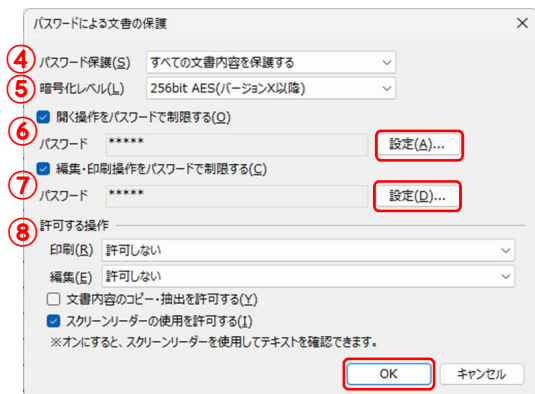 パスワードによる文書の保護
④ パスワード保護(S) すべての文書内容を保護する
⑤ 暗号化レベル(L) 256bit AES(バージョンX以降)
開く操作をパスワードで制限する(O)
⑥ パスワード ***** 設定(A)...
編集・印刷操作をパスワードで制限する(C)
⑦ パスワード ***** 設定(D)...
⑧ 許可する操作
印刷(R) 許可しない
編集(E) 許可しない
文書内容のコピー・抽出を許可する(Y)
スクリーンリーダーの使用を許可する(I)
※オンにすると、スクリーンリーダーを使用してテキストを確認できます。
OK キャンセル